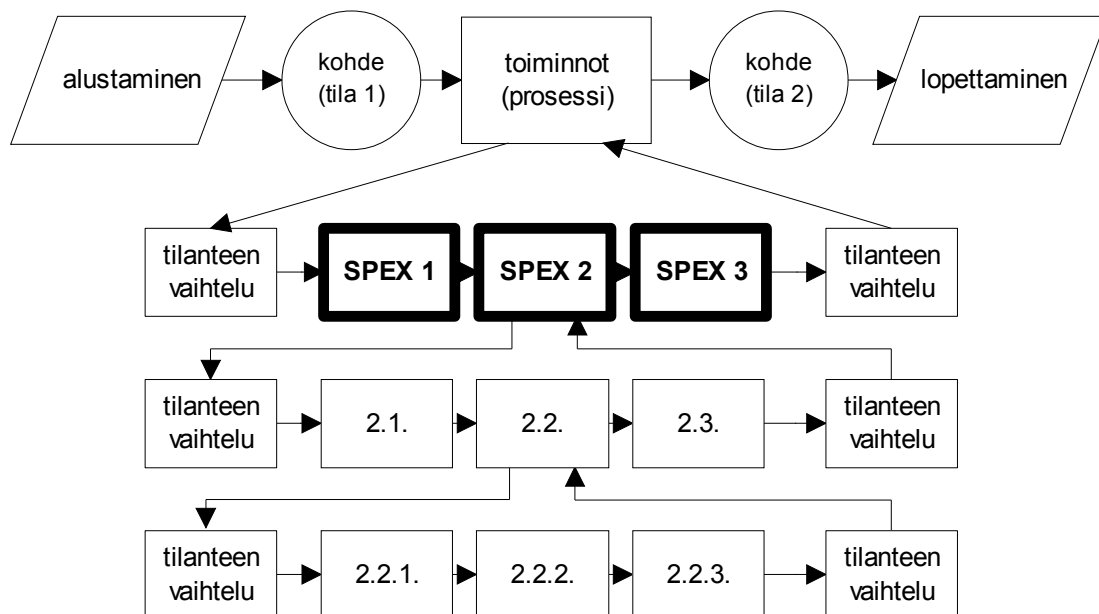 alustaminen
kohde
(tila 1)
toiminnot
(prosessi)
kohde
(tila 2)
lopettaminen
tilanteen
vaihtelu
SPEX 1
SPEX 2
SPEX 3
tilanteen
vaihtelu
tilanteen
vaihtelu
2.1.
2.2.
2.3.
tilanteen
vaihtelu
tilanteen
vaihtelu
2.2.1.
2.2.2.
2.2.3.
tilanteen
vaihtelu